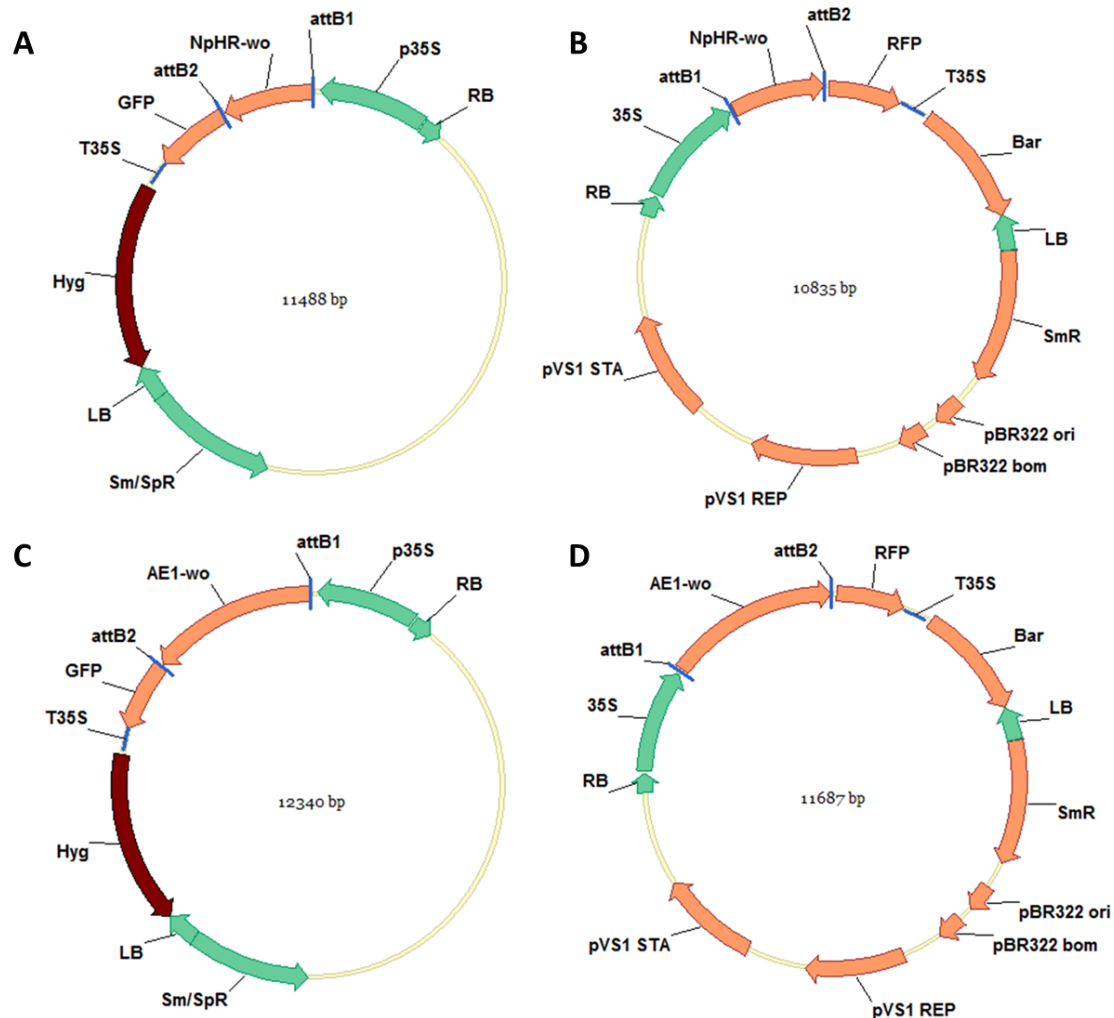 A
attB1
NpHR-wo
p35S
attB2
RB
GFP
T35S
Hyg
11488 bp
LB
Sm/SpR
B
attB2
NpHR-wo
RFP
attB1
T35S
35S
Bar
RB
LB
10835 bp
SmR
pVS1 STA
pBR322 ori
pBR322 bom
pVS1 REP
C
attB1
AE1-wo
p35S
RB
attB2
GFP
T35S
12340 bp
Hyg
LB
Sm/SpR
D
attB2
RFP
AE1-wo
T35S
attB1
Bar
35S
LB
RB
11687 bp
SmR
pBR322 ori
pVS1 STA
pBR322 bom
pVS1 REP